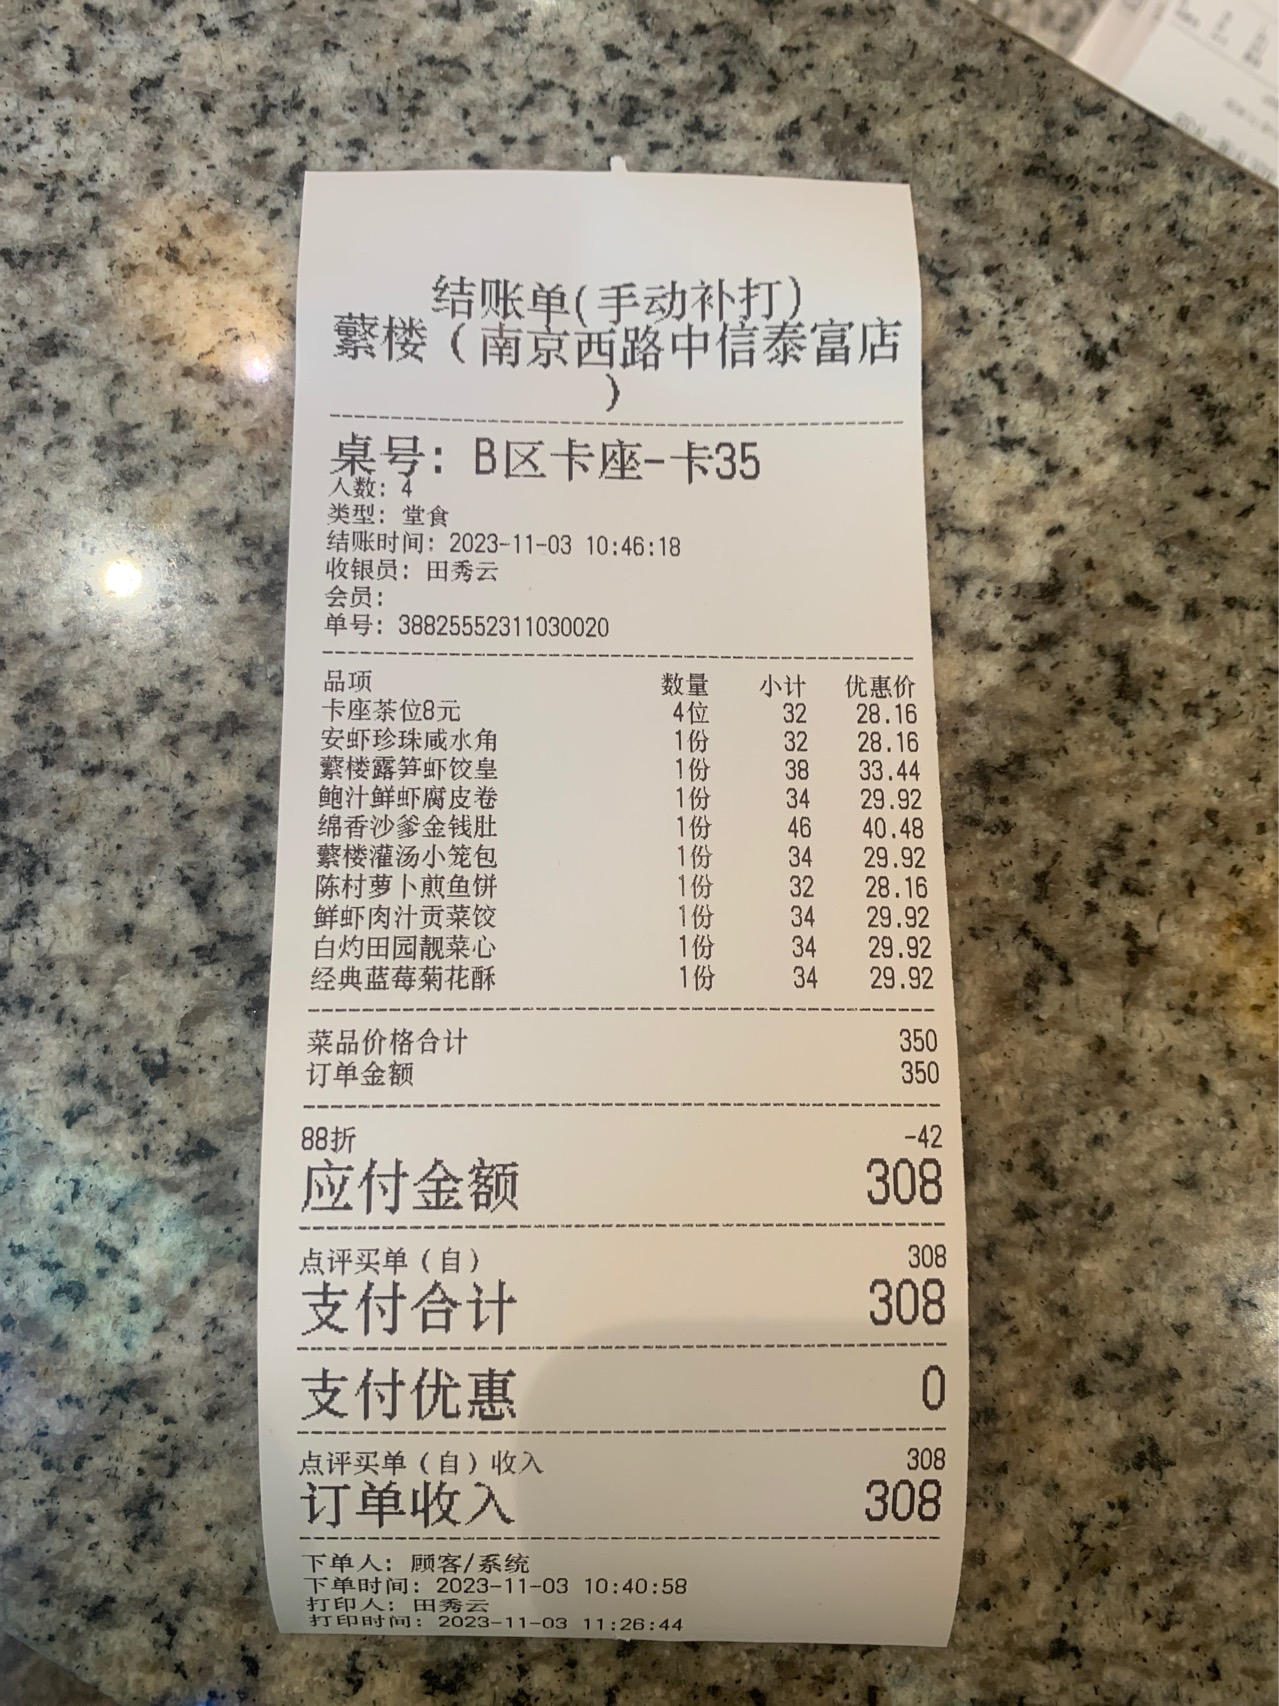 结账单(手动补打)
蘩楼（南京西路中信泰富店
）
桌号: B区卡座-卡35
人数: 4
类型: 堂食
结账时间: 2023-11-03 10:46:18
收银员: 田秀云
会员:
单号: 38825552311030020
品项 数量 小计 优惠价
卡座茶位8元 4位 32 28.16
安虾珍珠咸水角 1份 32 28.16
蘩楼露笋虾饺皇 1份 38 33.44
鲍汁鲜虾腐皮卷 1份 34 29.92
绵香沙爹金钱肚 1份 46 40.48
蘩楼灌汤小笼包 1份 34 29.92
陈村萝卜煎鱼饼 1份 32 28.16
鲜虾肉汁贡菜饺 1份 34 29.92
白灼田园靓菜心 1份 34 29.92
经典蓝莓菊花酥 1份 34 29.92
菜品价格合计 350
订单金额 350
88折 -42
应付金额 308
点评买单（自） 308
支付合计 308
支付优惠 0
点评买单（自）收入 308
订单收入 308
下单人: 顾客/系统
下单时间: 2023-11-03 10:40:58
打印人: 田秀云
打印时间: 2023-11-03 11:26:44